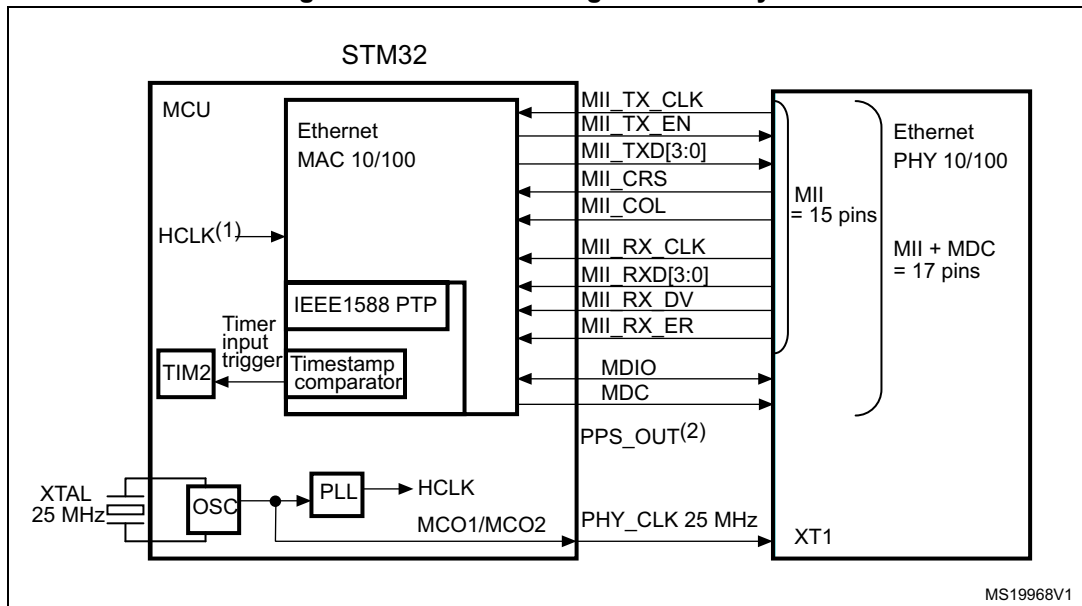 STM32
MCU
Ethernet
MAC 10/100
HCLK(1)
IEEE1588 PTP
Timer
input
trigger
TIM2
Timestamp
comparator
XTAL
25 MHz
OSC
PLL
HCLK
MCO1/MCO2
MII_TX_CLK
MII_TX_EN
MII_TXD[3:0]
MII_CRS
MII_COL
MII_RX_CLK
MII_RXD[3:0]
MII_RX_DV
MII_RX_ER
MDIO
MDC
PPS_OUT(2)
PHY_CLK 25 MHz
MII
= 15 pins
Ethernet
PHY 10/100
MII + MDC
= 17 pins
XT1
MS19968V1